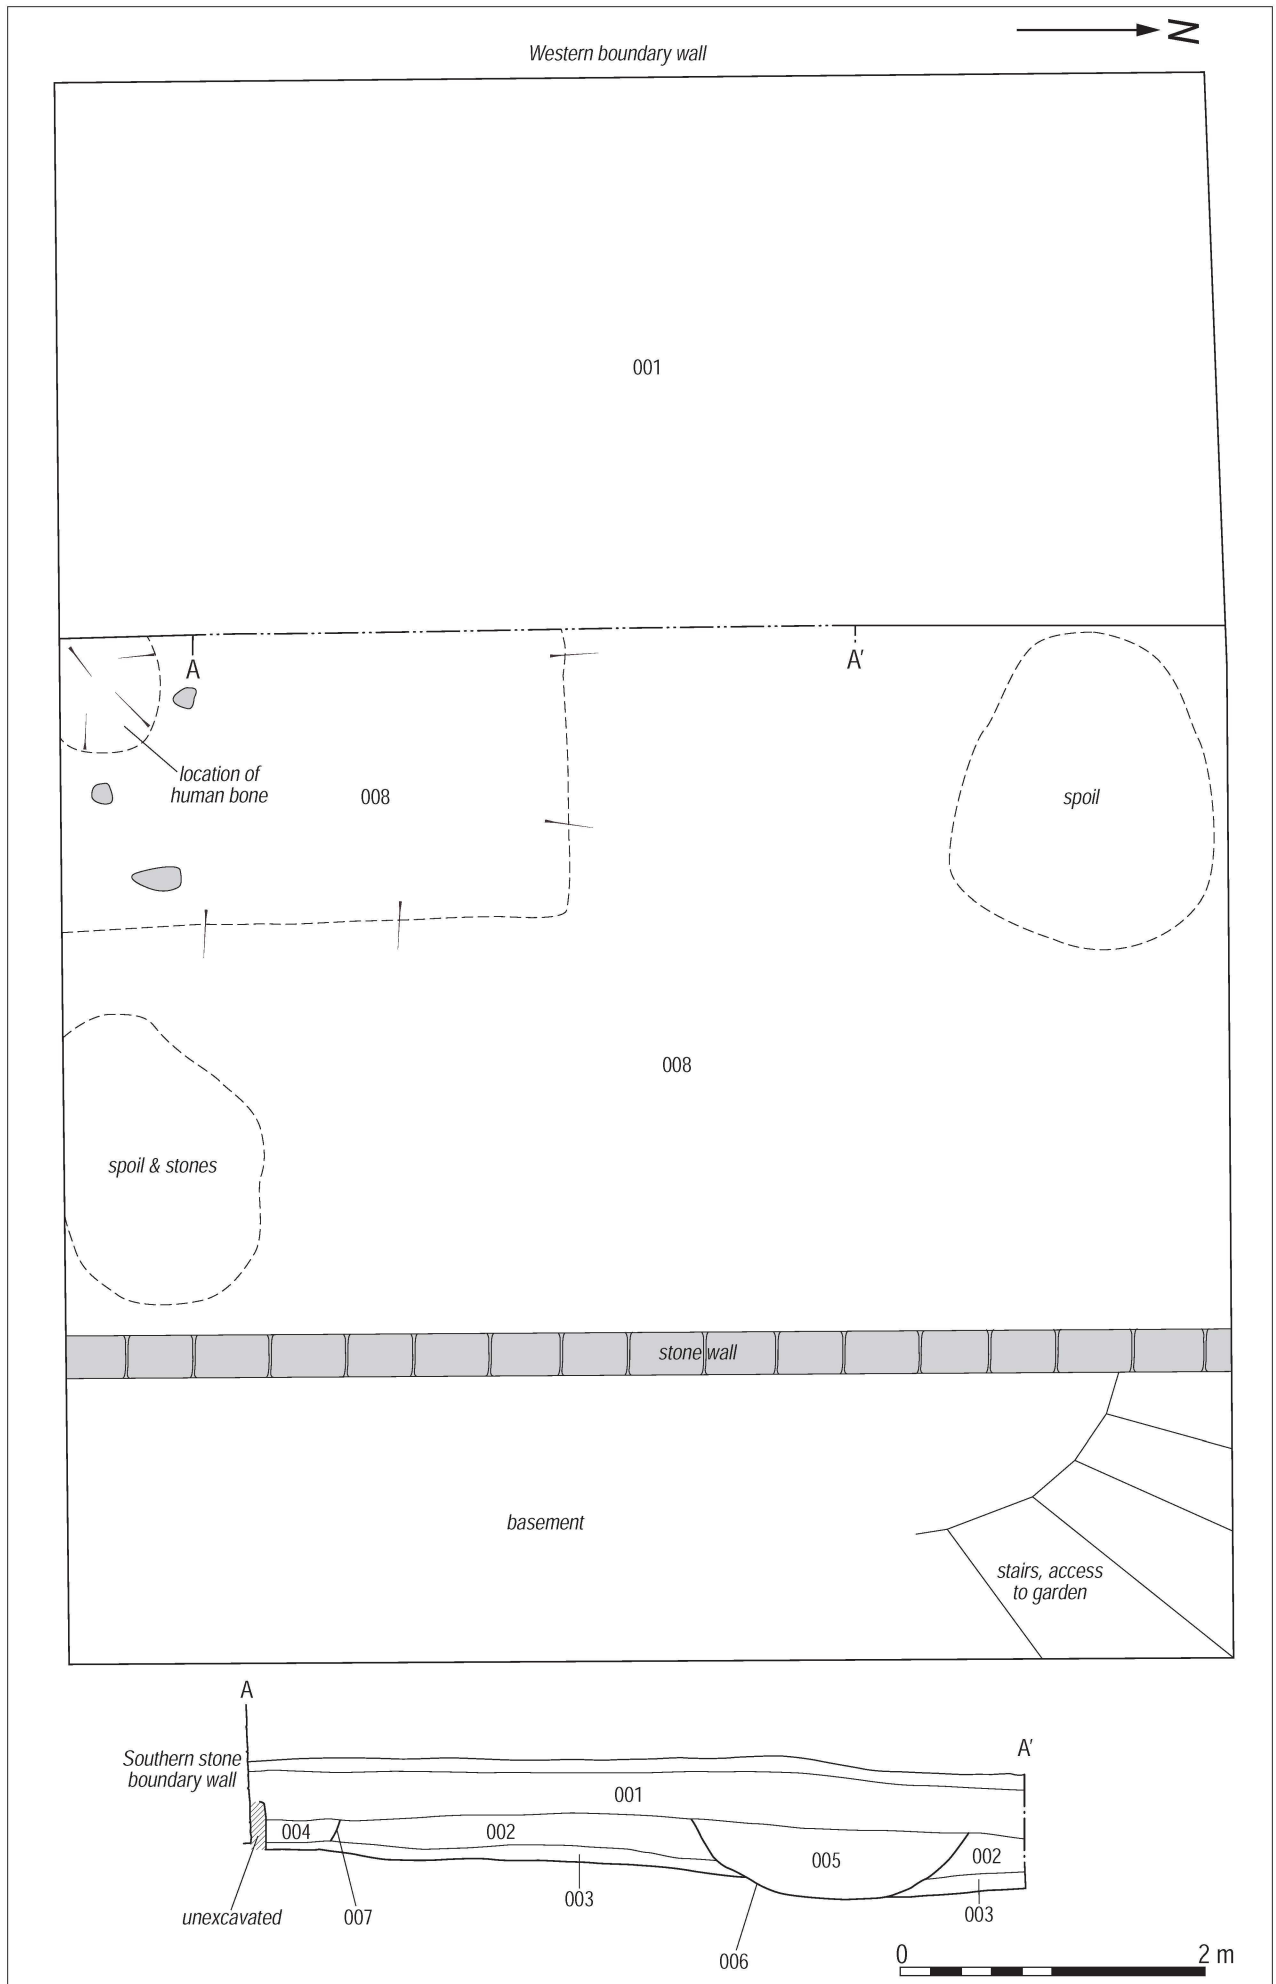 N
Western boundary wall
001
A
A'
location of
human bone
008
spoil
008
spoil & stones
stone wall
basement
stairs, access
to garden
A
Southern stone
boundary wall
A'
001
004
002
005
002
003
unexcavated
007
003
006
0
2 m